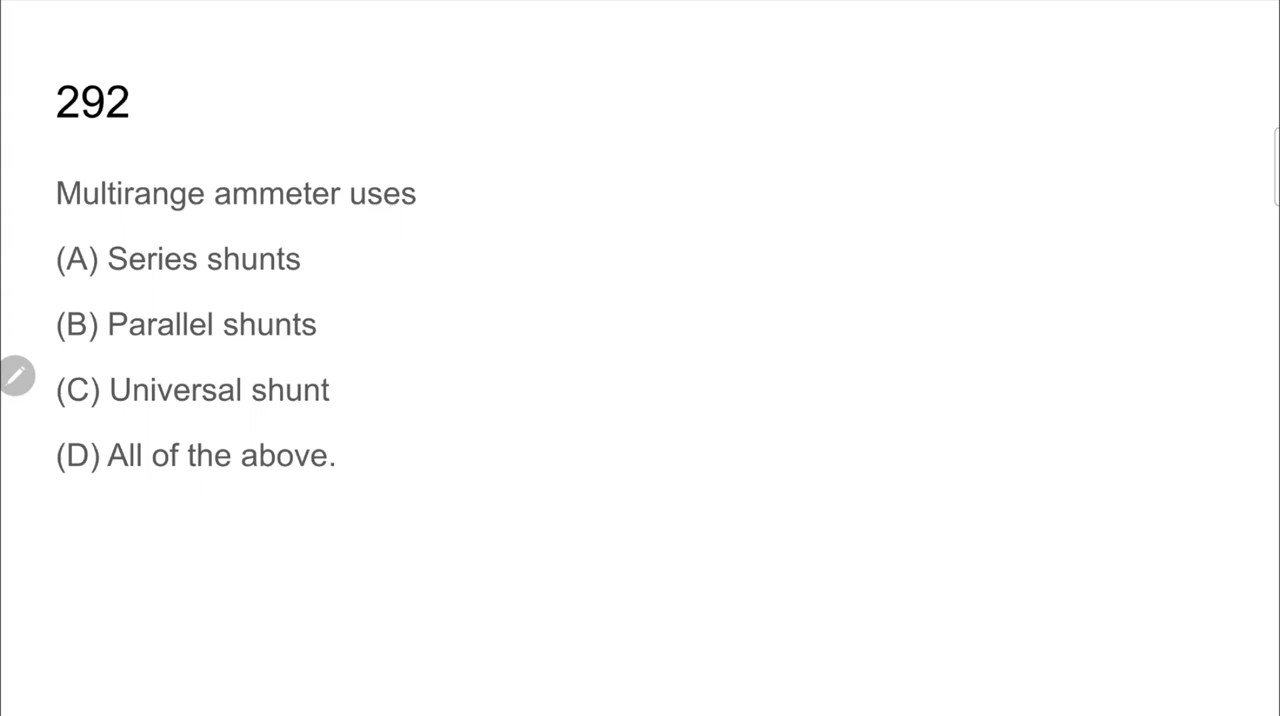 292
Multirange ammeter uses
(A) Series shunts
(B) Parallel shunts
(C) Universal shunt
(D) All of the above.